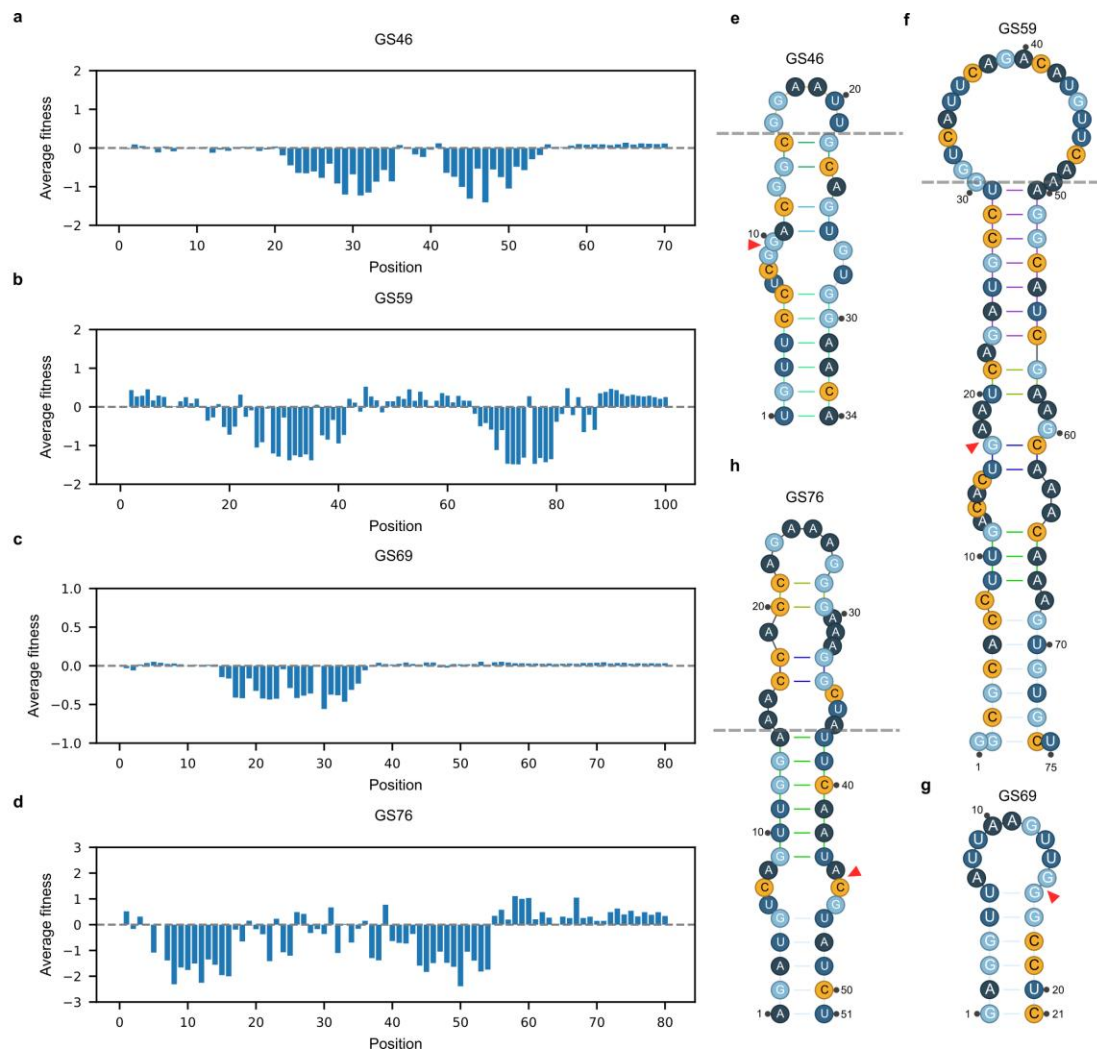 a
GS46
Average fitness
2
1
0
−1
−2
0 10 20 30 40 50 60 70
Position
b
GS59
Average fitness
2
1
0
−1
−2
0 20 40 60 80 100
Position
c
GS69
Average fitness
1.0
0.5
0.0
−0.5
−1.0
0 10 20 30 40 50 60 70 80
Position
d
GS76
Average fitness
3
2
1
0
−1
−2
−3
0 10 20 30 40 50 60 70 80
Position
e
GS46
UGUUCCUCGGACGGCGGAAUUGCAGUGUGGAACA
1 10 20 30 34
f
GS59
GGCGCACCUUGACACUGAAUCAGAUGCCUGGUCAUUCAGACAUGUUCAAAGGCAUCGAAGCAACAAAGUGUGCU
1 10 20 30 40 50 60 70 75
h
GS76
AGAUGUCAGUUGGAAACCACCAGAAAGGGAAAGGCUAUUCAAUACGUAUCU
1 10 20 30 40 50 51
g
GS69
GAGGUUAUUAAGUUGGGCCUC
1 10 20 21